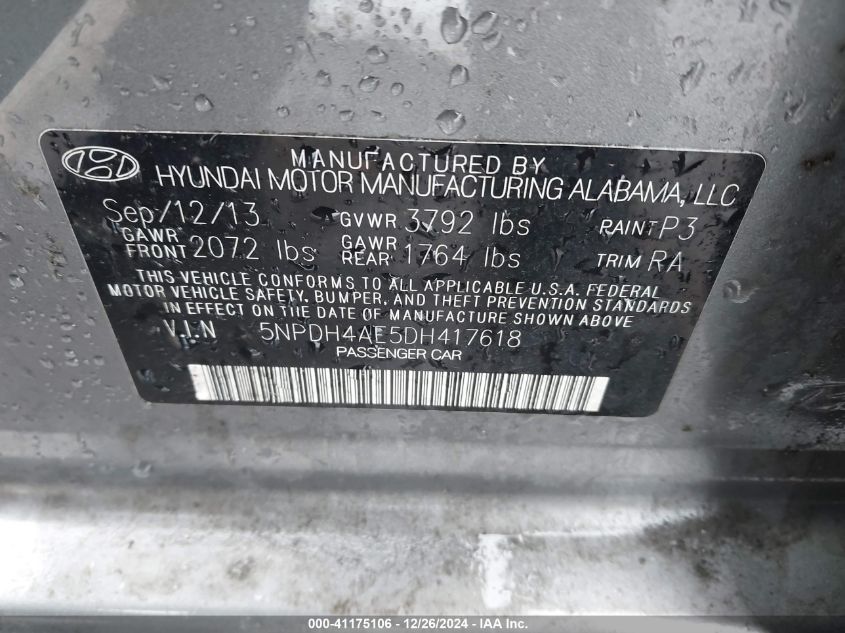 MANUFACTURED BY
HYUNDAI MOTOR MANUFACTURING ALABAMA, LLC
Sep/12/13 GVWR 3792 lbs PAINT P3
GAWR FRONT 2072 lbs GAWR REAR 1764 lbs TRIM RA
THIS VEHICLE CONFORMS TO ALL APPLICABLE U.S.A. FEDERAL
MOTOR VEHICLE SAFETY, BUMPER, AND THEFT PREVENTION STANDARDS
IN EFFECT ON THE DATE OF MANUFACTURE SHOWN ABOVE.
V.I.N 5NPDH4AE5DH417618
PASSENGER CAR
000-41175106 - 12/26/2024 - IAA Inc.